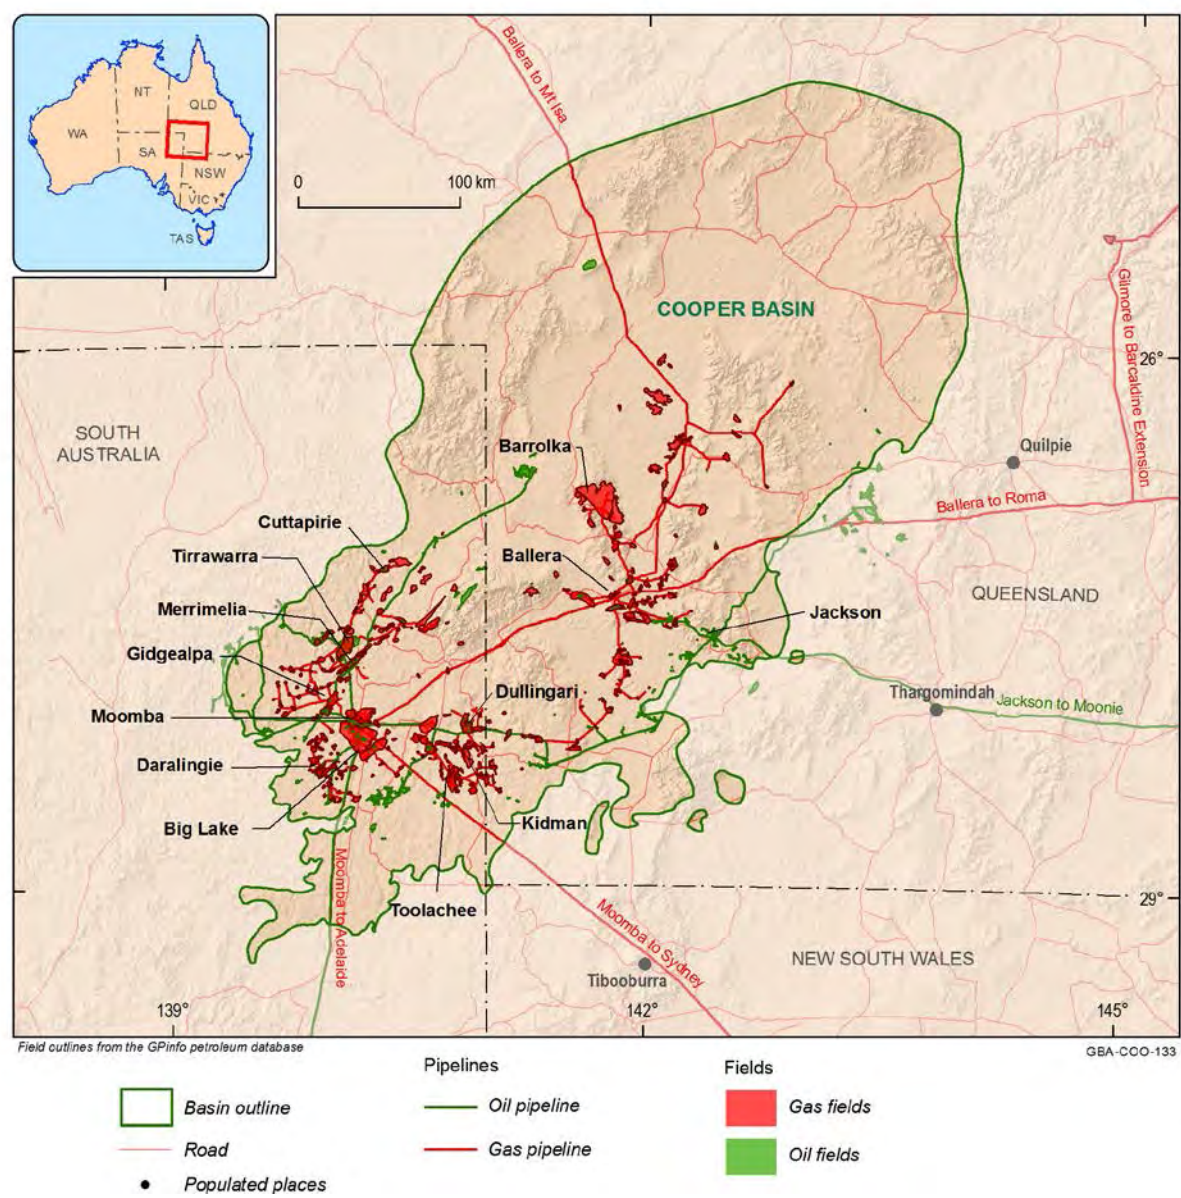 NT
QLD
WA
SA
NSW
VIC
TAS
0 100 km
Ballera to Mt Isa
COOPER BASIN
Gilmore to Barcaldine Extension
26°
SOUTH
AUSTRALIA
Barrolka
Quilpie
Ballera to Roma
Cuttapirie
Tirrawarra
Ballera
Merrimelia
QUEENSLAND
Jackson
Gidgealpa
Dullingari
Thargomindah
Jackson to Moonie
Moomba
Daralingie
Big Lake
Kidman
Moomba to Adelaide
Toolachee
29°
Moomba to Sydney
NEW SOUTH WALES
Tibooburra
139°
142°
145°
Field outlines from the GPinfo petroleum database
GBA-COO-133
Pipelines
Fields
Basin outline
Oil pipeline
Gas fields
Road
Gas pipeline
Oil fields
Populated places